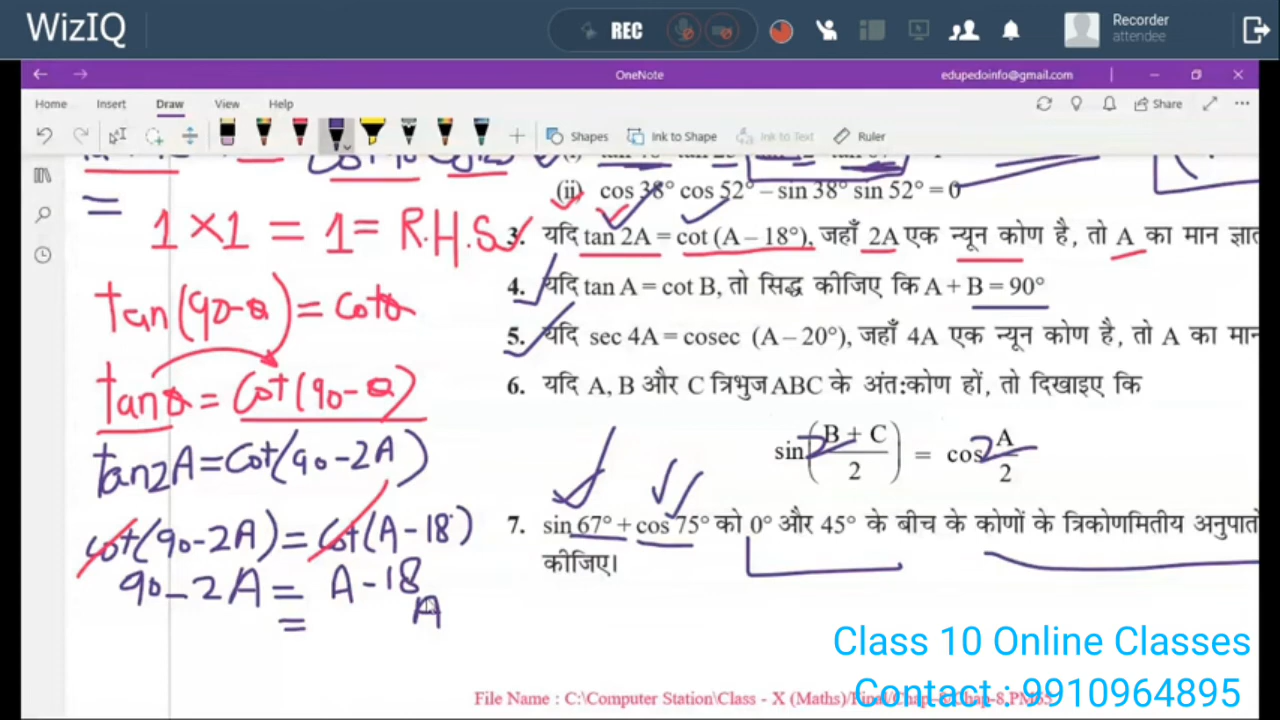 WizIQ
REC
Recorder
attendee
OneNote
edupedoinfo@gmail.com
Home Insert Draw View Help
Share
Shapes
Ink to Shape
Ink to Text
Ruler
(ii) cos 38° cos 52° – sin 38° sin 52° = 0
1 × 1 = 1 = R.H.S
3. यदि tan 2A = cot (A – 18°), जहाँ 2A एक न्यून कोण है, तो A का मान
tan(90-θ) = cotθ
4. यदि tan A = cot B, तो सिद्ध कीजिए कि A + B = 90°
5. यदि sec 4A = cosec (A – 20°), जहाँ 4A एक न्यून कोण है, तो A का मान
tanθ = cot(90-θ)
6. यदि A, B और C त्रिभुज ABC के अंत:कोण हों, तो दिखाइए कि
tan2A = cot(90-2A)
sin(B + C / 2) = cos A / 2
cot(90-2A) = cot(A-18°)
7. sin 67° + cos 75° को 0° और 45° के बीच के कोणों के त्रिकोणमितीय
कीजिए।
90-2A = A-18
= A
Class 10 Online Classes
Contact : 9910964895
File Name : C:\Computer Station\Class - X (Maths)/